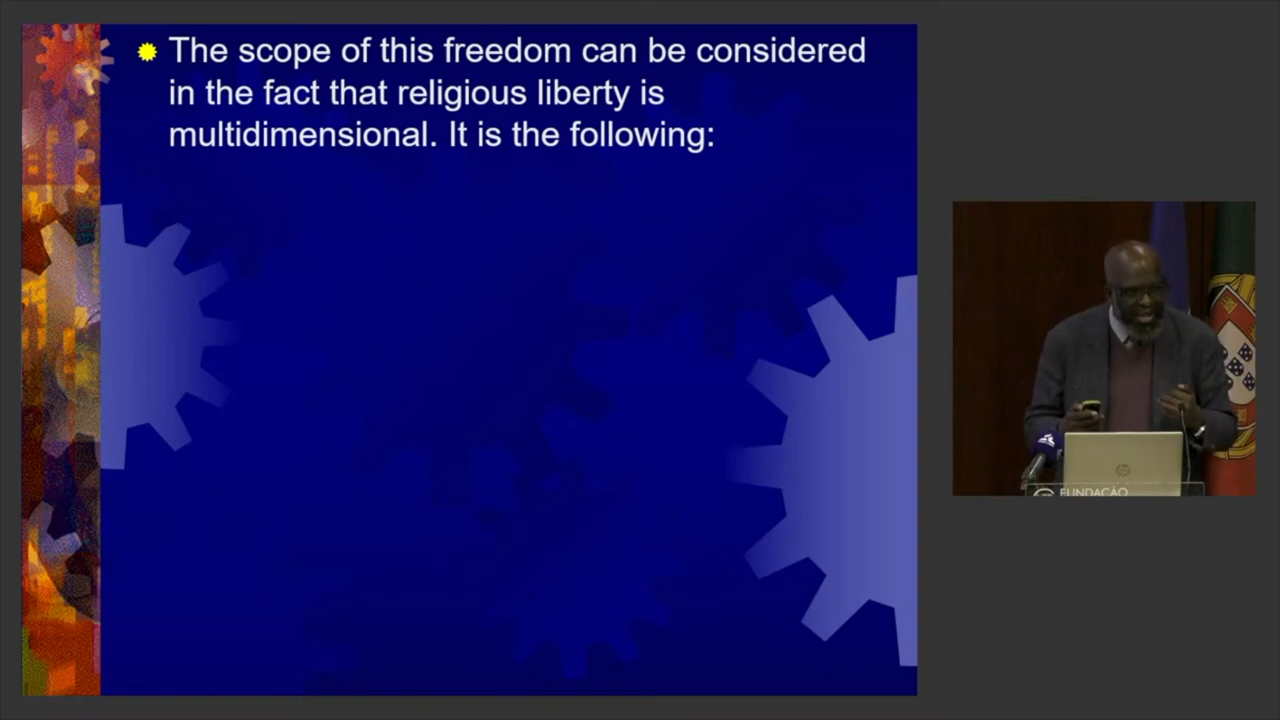 The scope of this freedom can be considered
in the fact that religious liberty is
multidimensional. It is the following:
FUNDAÇÃO